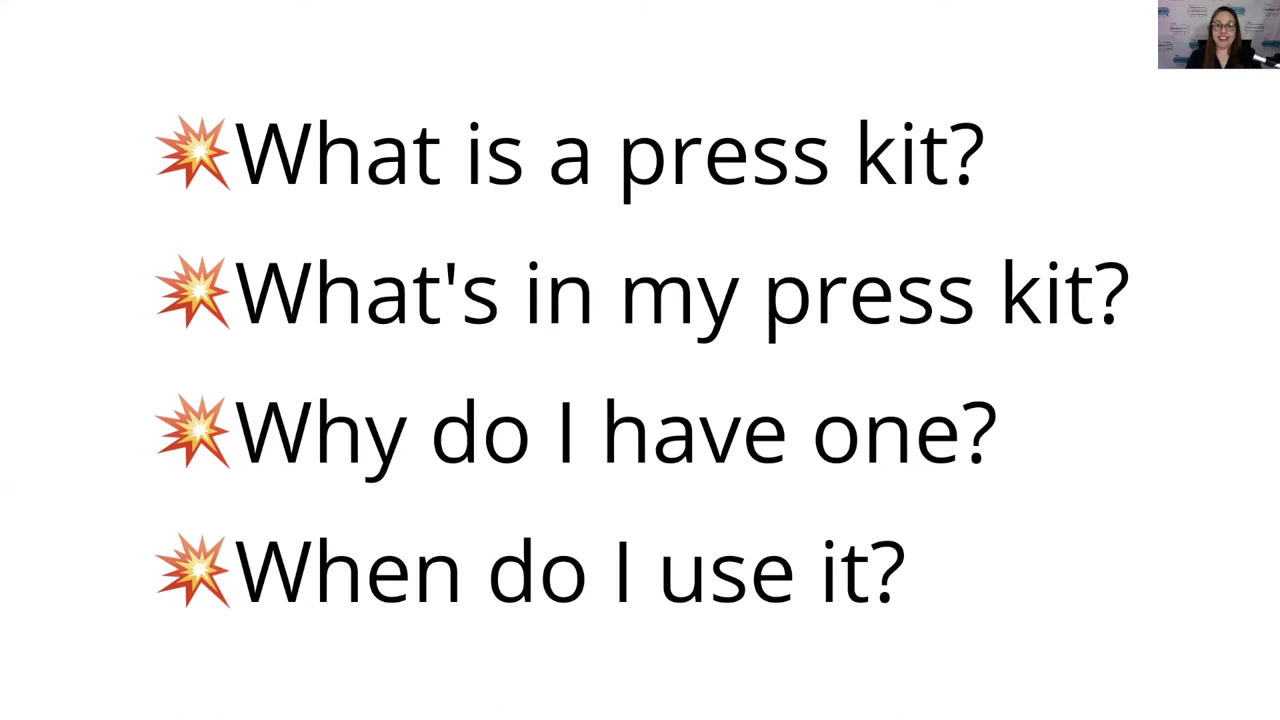 💥What is a press kit?
💥What's in my press kit?
💥Why do I have one?
💥When do I use it?